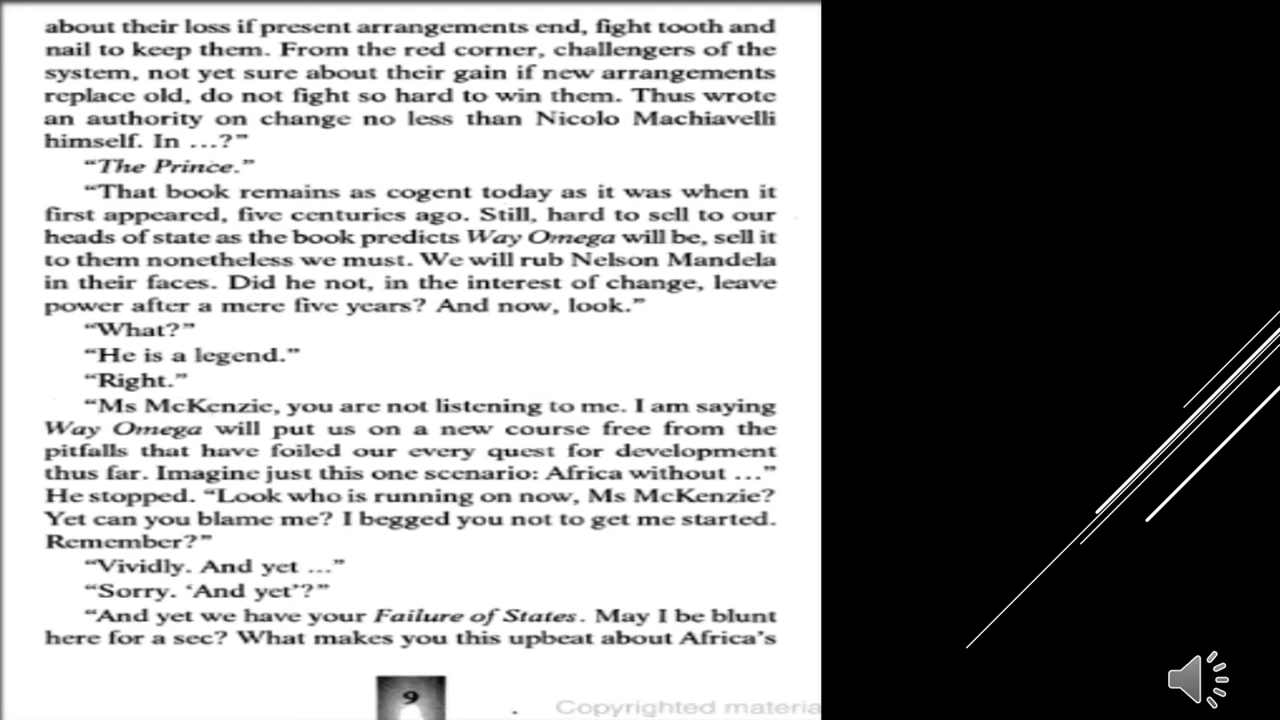 about their loss if present arrangements end, fight tooth and
nail to keep them. From the red corner, challengers of the
system, not yet sure about their gain if new arrangements
replace old, do not fight so hard to win them. Thus wrote
an authority on change no less than Nicolo Machiavelli
himself. In ...?”
“The Prince.”
“That book remains as cogent today as it was when it
first appeared, five centuries ago. Still, hard to sell to our
heads of state as the book predicts Way Omega will be, sell it
to them nonetheless we must. We will rub Nelson Mandela
in their faces. Did he not, in the interest of change, leave
power after a mere five years? And now, look.”
“What?”
“He is a legend.”
“Right.”
“Ms McKenzie, you are not listening to me. I am saying
Way Omega will put us on a new course free from the
pitfalls that have foiled our every quest for development
thus far. Imagine just this one scenario: Africa without ...”
He stopped. “Look who is running on now, Ms McKenzie?
Yet can you blame me? I begged you not to get me started.
Remember?”
“Vividly. And yet ...”
“Sorry. ‘And yet’?”
“And yet we have your Failure of States. May I be blunt
here for a sec? What makes you this upbeat about Africa’s
9
Copyrighted materia